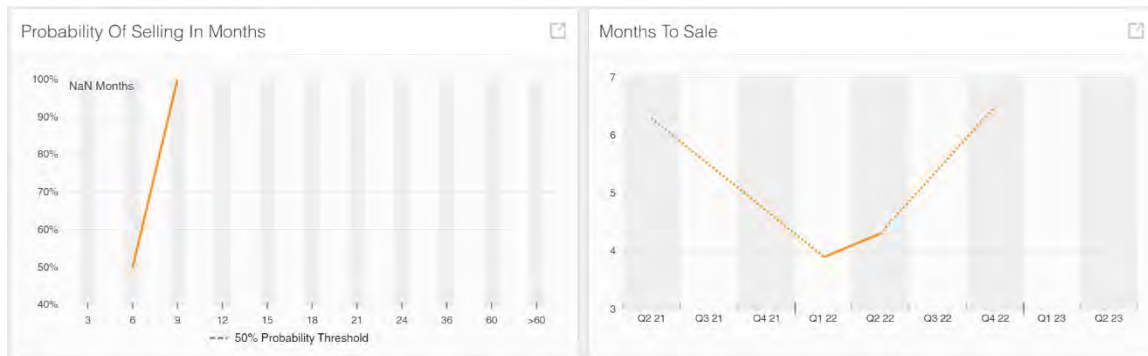 Probability Of Selling In Months
100%
NaN Months
90%
80%
70%
60%
50%
40%
3 6 9 12 15 18 21 24 36 60 >60
50% Probability Threshold
Months To Sale
7
6
5
4
3
Q2 21 Q3 21 Q4 21 Q1 22 Q2 22 Q3 22 Q4 22 Q1 23 Q2 23